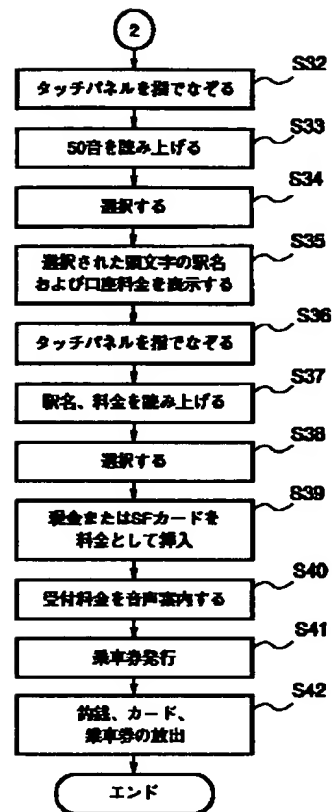 2
S32
タッチパネルを指でなぞる
S33
50音を読み上げる
S34
選択する
S35
選択された頭文字の駅名
および口座料金を表示する
S36
タッチパネルを指でなぞる
S37
駅名、料金を読み上げる
S38
選択する
S39
現金またはSFカードを
料金として挿入
S40
受付料金を音声案内する
S41
乗車券発行
S42
釣銭、カード、
乗車券の放出
エンド